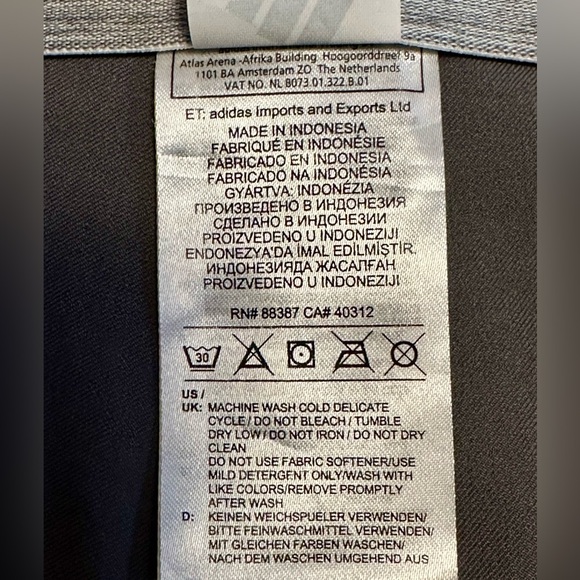 Atlas Arena -Afrika Building Hoogoorddreef 9a
1101 BA Amsterdam ZO The Netherlands
VAT NO. NL 8073.01.322.B.01
ET: adidas Imports and Exports Ltd
MADE IN INDONESIA
FABRIQUÉ EN INDONÉSIE
FABRICADO EN INDONESIA
FABRICADO NA INDONÉSIA
GYÁRTVA: INDONÉZIA
ПРОИЗВЕДЕНО В ИНДОНЕЗИЯ
СДЕЛАНО В ИНДОНЕЗИИ
PROIZVEDENO U INDONEZIJI
ENDONEZYA'DA İMAL EDİLMİŞTİR.
ИНДОНЕЗИЯДА ЖАСАЛҒАН
PROIZVEDENO U INDONEZIJI
RN# 88387 CA# 40312
30
US /
UK: MACHINE WASH COLD DELICATE
CYCLE / DO NOT BLEACH / TUMBLE
DRY LOW / DO NOT IRON / DO NOT DRY
CLEAN
DO NOT USE FABRIC SOFTENER/USE
MILD DETERGENT ONLY/WASH WITH
LIKE COLORS/REMOVE PROMPTLY
AFTER WASH
D: KEINEN WEICHSPUELER VERWENDEN/
BITTE FEINWASCHMITTEL VERWENDEN/
MIT GLEICHEN FARBEN WASCHEN/
NACH DEM WASCHEN UMGEHEND AUS